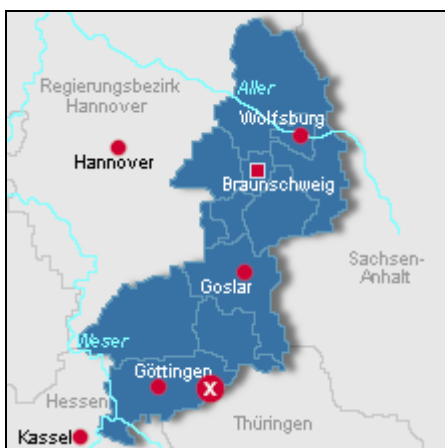 Regierungsbezirk
Hannover
Aller
Wolfsburg
Hannover
Braunschweig
Sachsen-
Anhalt
Goslar
Weser
Göttingen
X
Hessen
Thüringen
Kassel